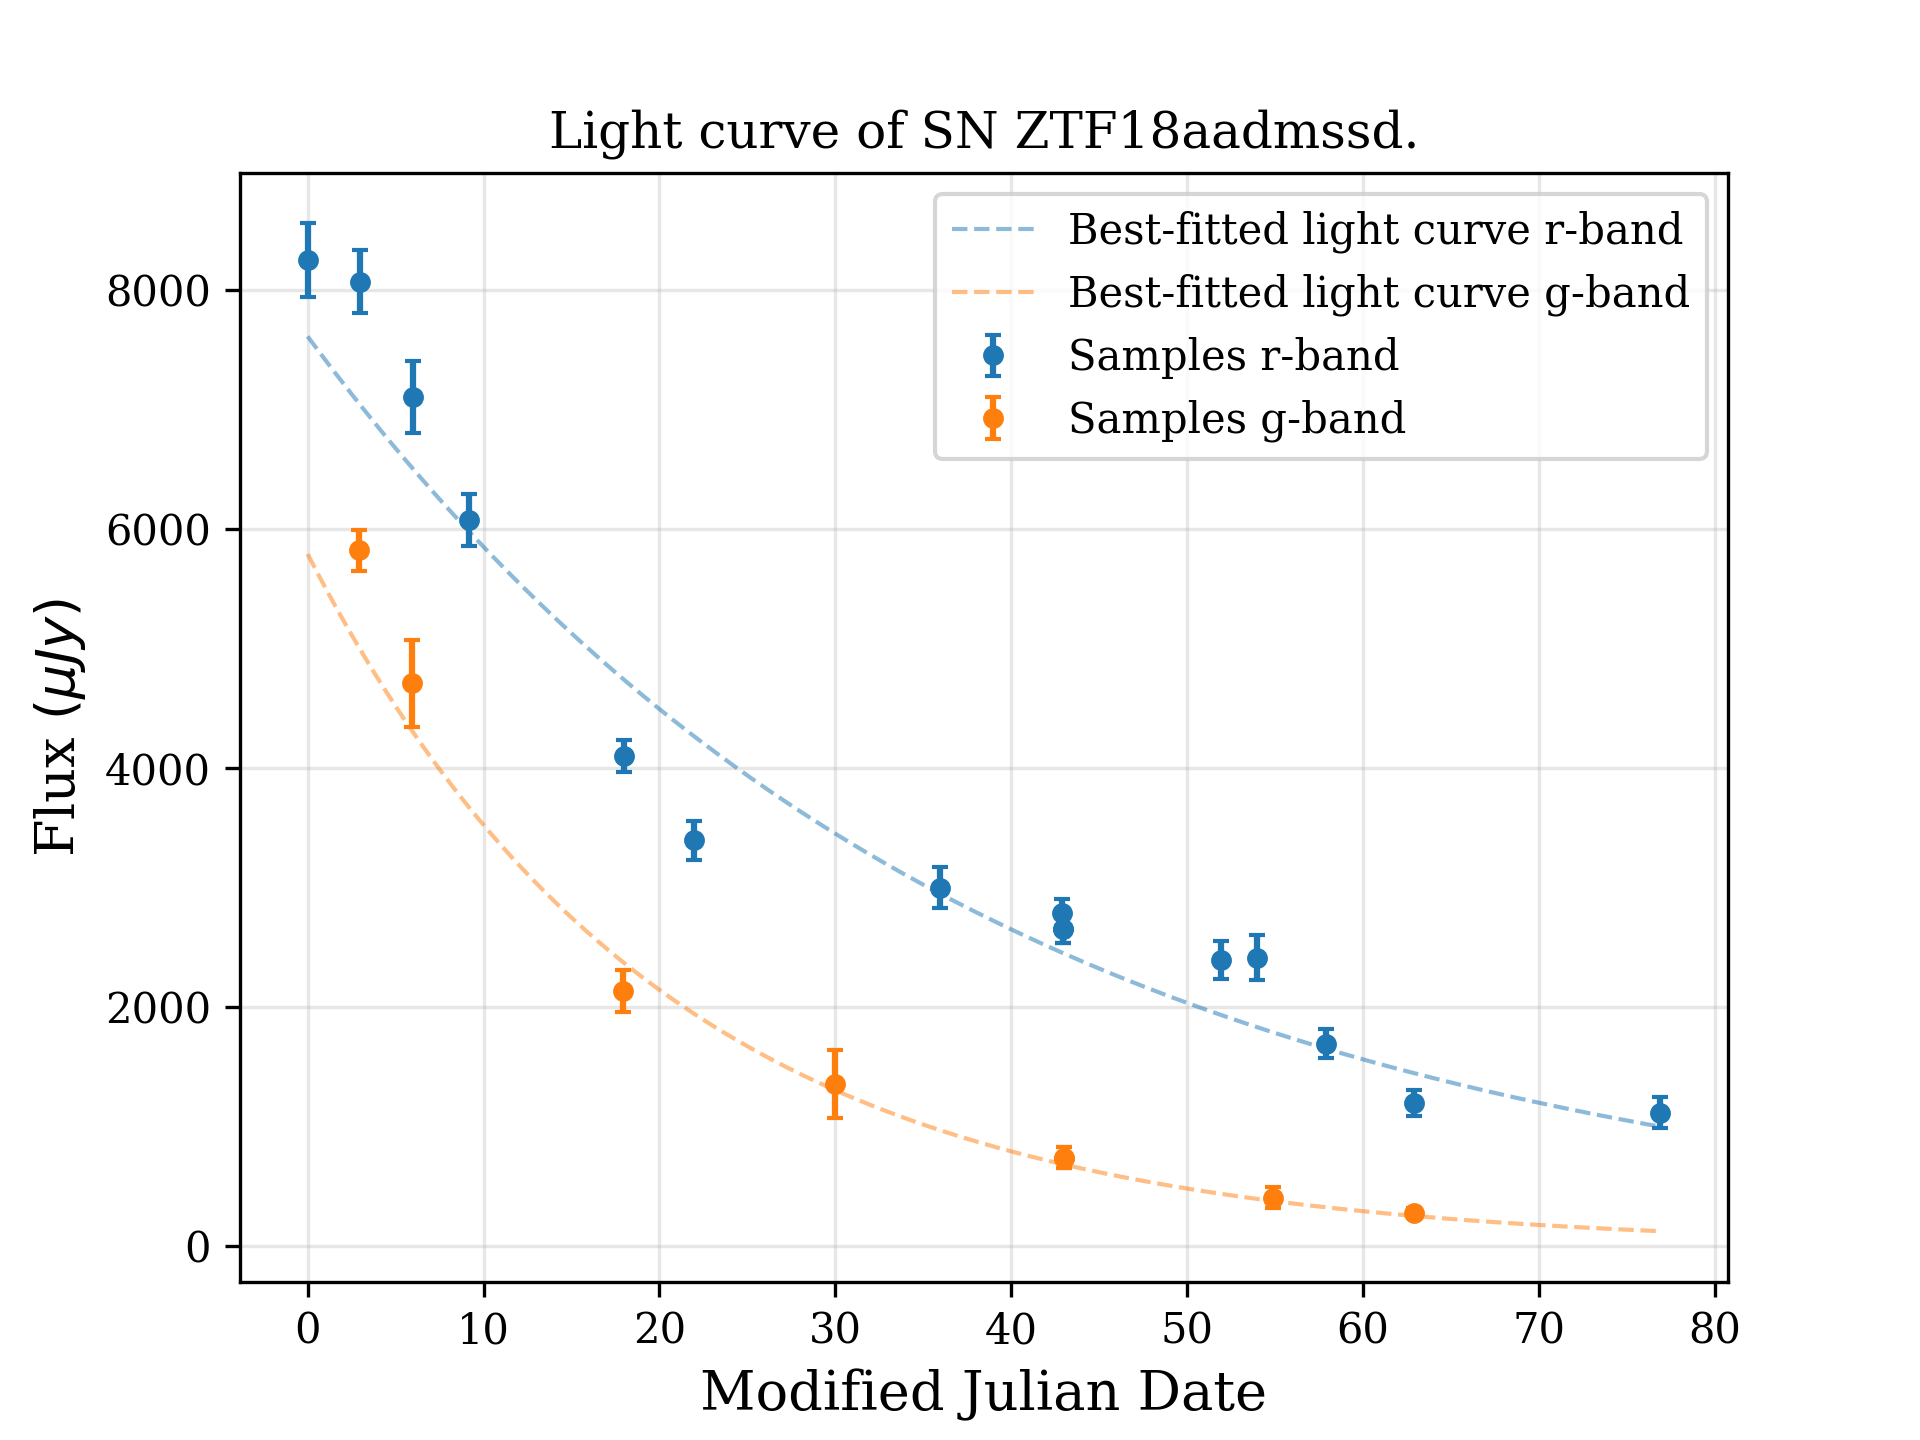 Light curve of SN ZTF18aadmssd.
Best-fitted light curve r-band
Best-fitted light curve g-band
Samples r-band
Samples g-band
8000
6000
4000
2000
0
Flux (μJy)
0 10 20 30 40 50 60 70 80
Modified Julian Date